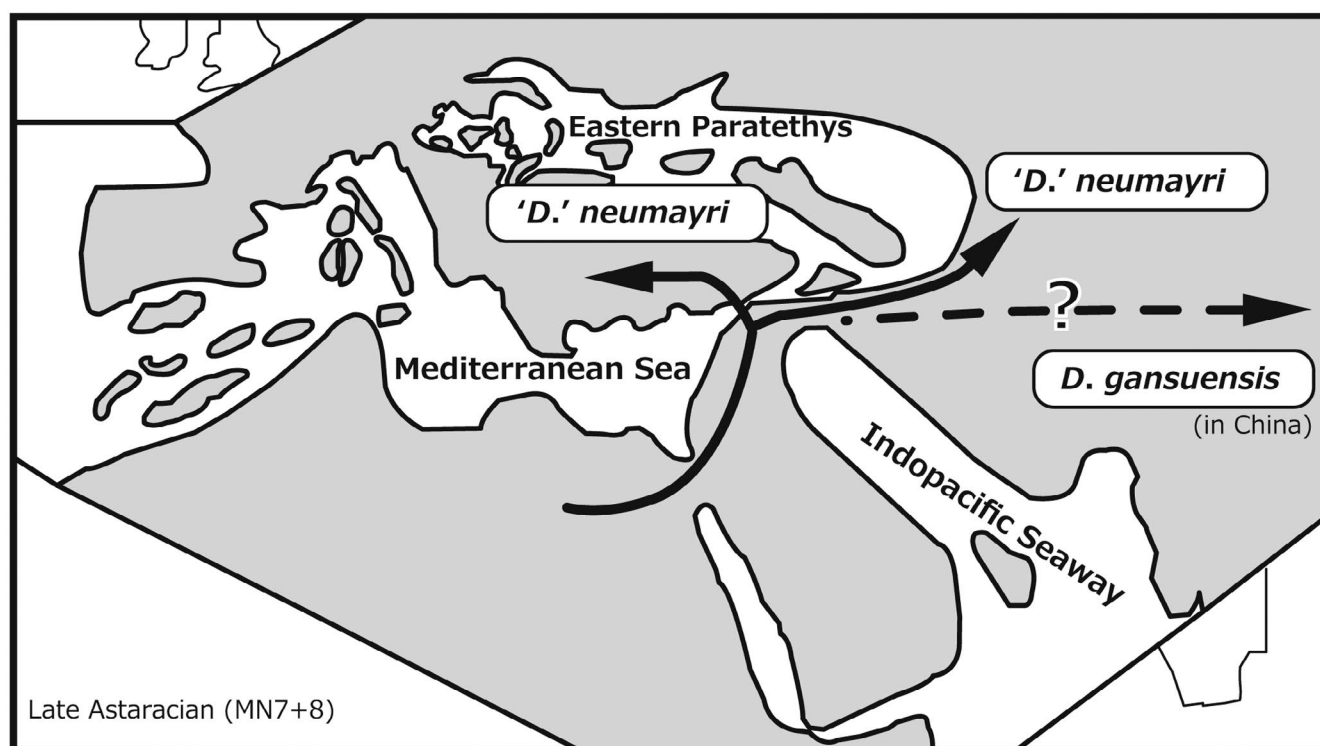 Eastern Paratethys
‘D.’ neumayri
‘D.’ neumayri
?
Mediterranean Sea
D. gansuensis
(in China)
Indopacific Seaway
Late Astaracian (MN7+8)